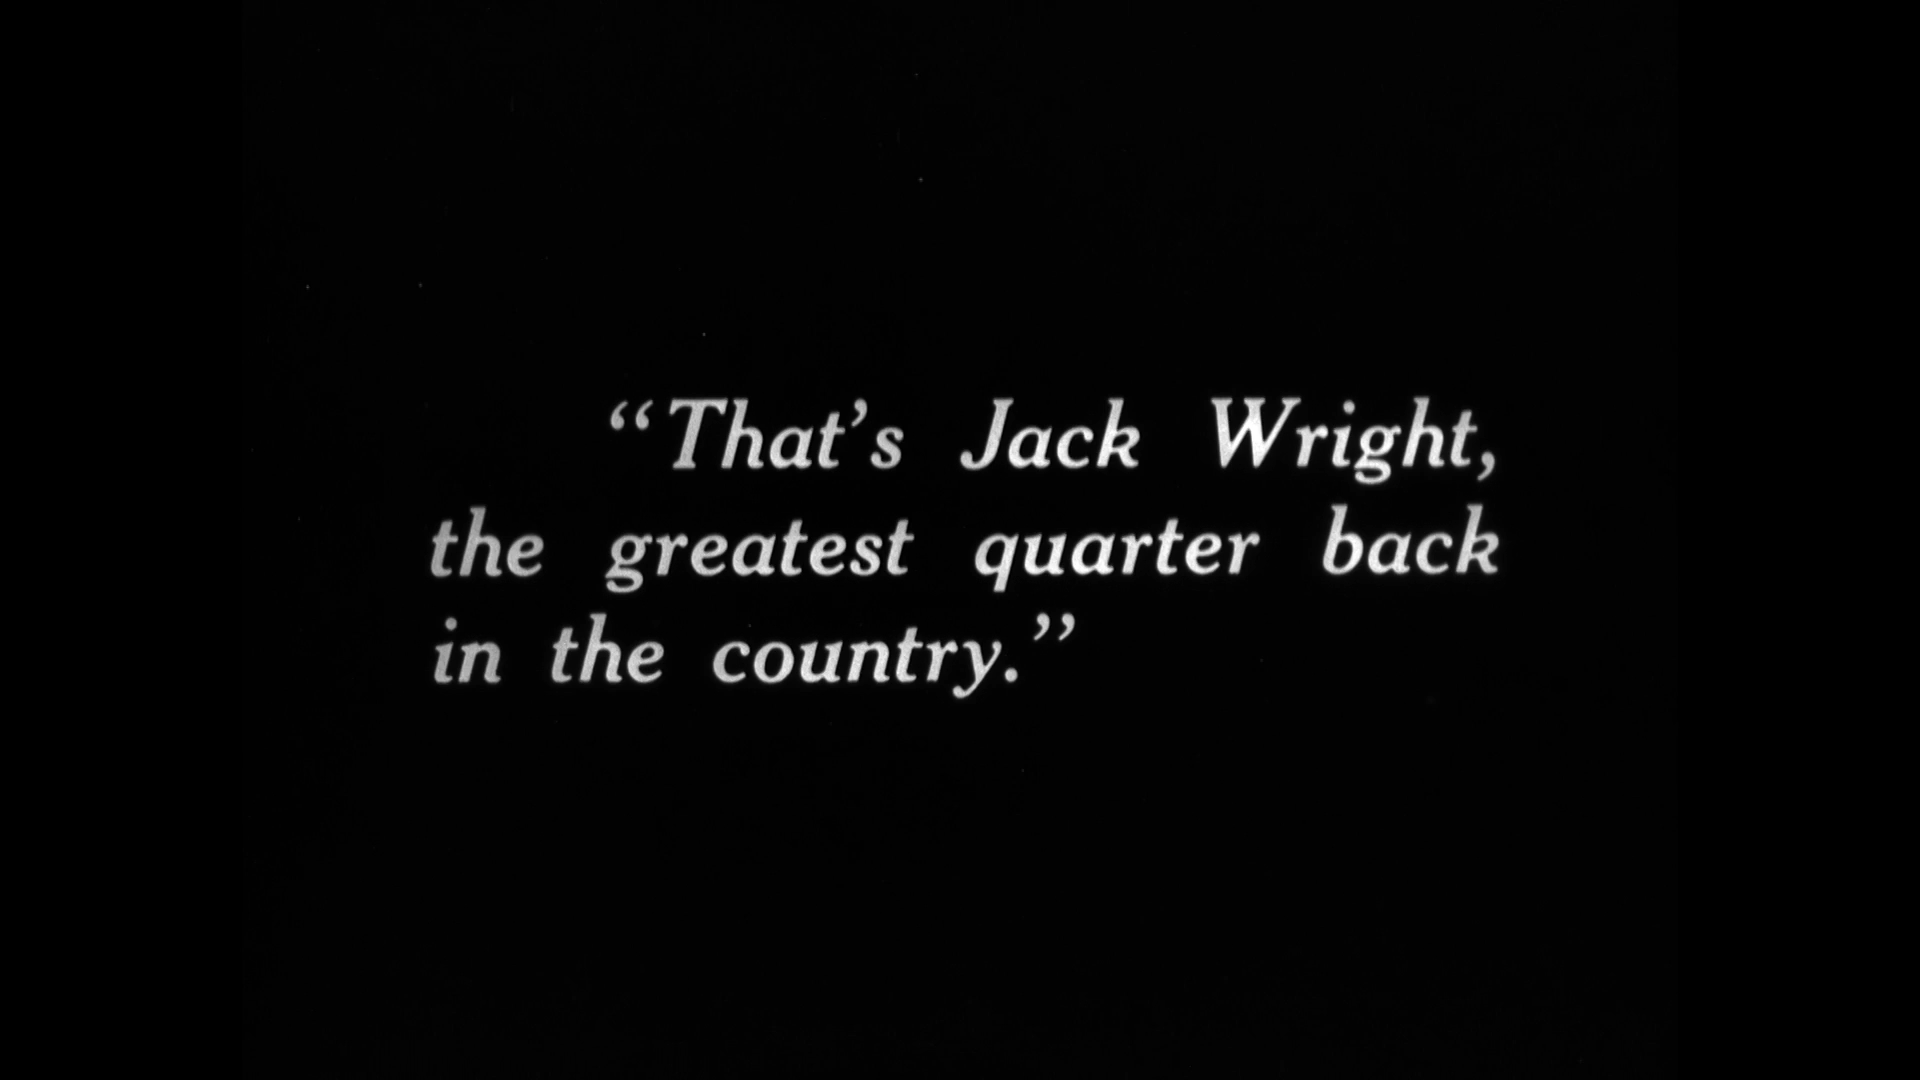 “That’s Jack Wright,
the greatest quarter back
in the country.”